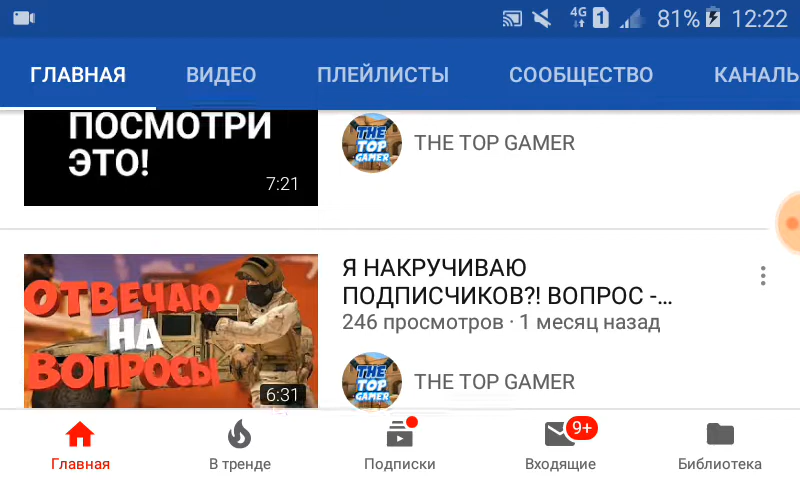 4G 1 81% 12:22
ГЛАВНАЯ ВИДЕО ПЛЕЙЛИСТЫ СООБЩЕСТВО КАНАЛЬ
ПОСМОТРИ
ЭТО!
7:21
THE
TOP
GAMER
THE TOP GAMER
ОТВЕЧАЮ
НА
ВОПРОСЫ
6:31
Я НАКРУЧИВАЮ
ПОДПИСЧИКОВ?! ВОПРОС -...
246 просмотров · 1 месяц назад
THE
TOP
GAMER
THE TOP GAMER
9+
Главная В тренде Подписки Входящие Библиотека